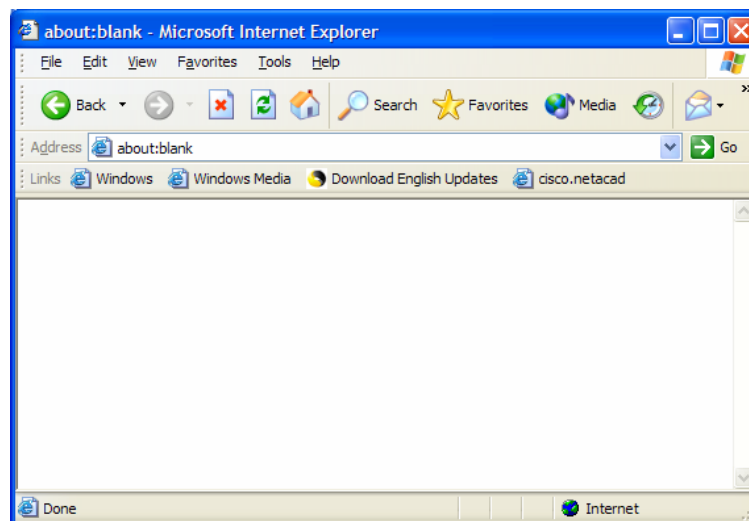 about:blank - Microsoft Internet Explorer
File Edit View Favorites Tools Help
Back Search Favorites Media »
Address about:blank Go
Links Windows Windows Media Download English Updates cisco.netacad
Done Internet